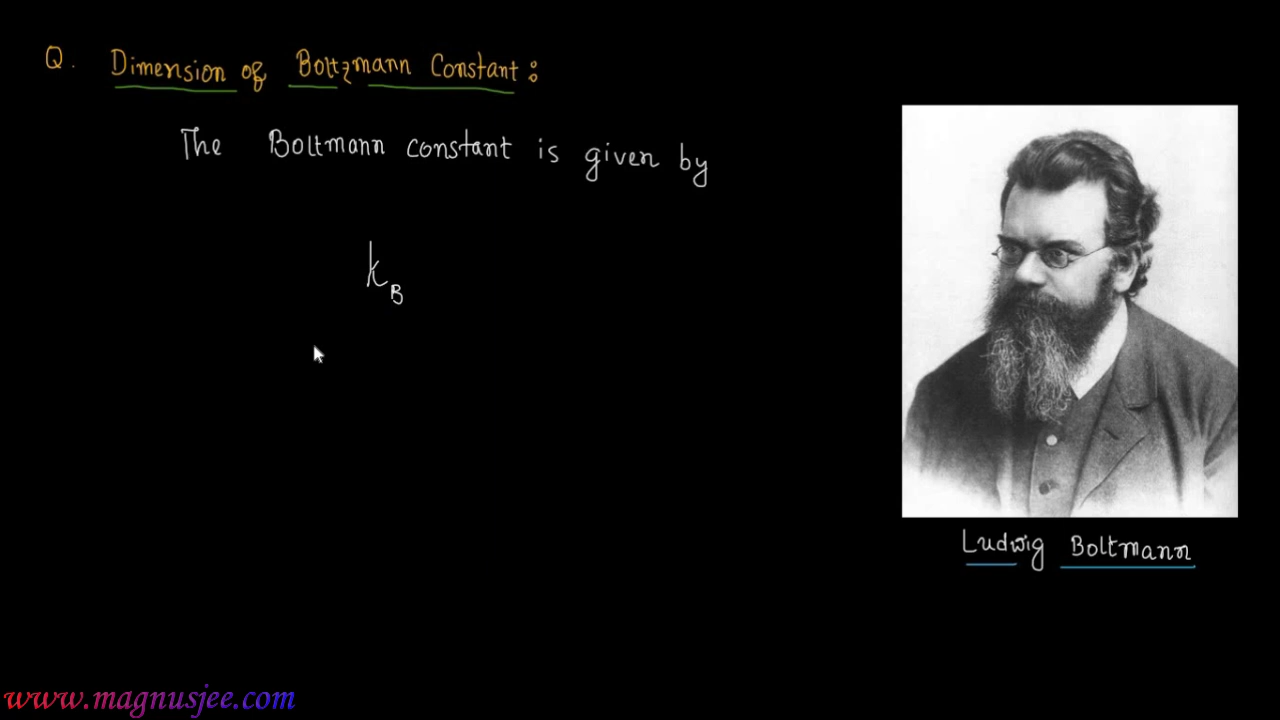 Q. Dimension of Boltzmann Constant:
The Boltmann constant is given by
k_B
Ludwig Boltmann
www.magnusjee.com